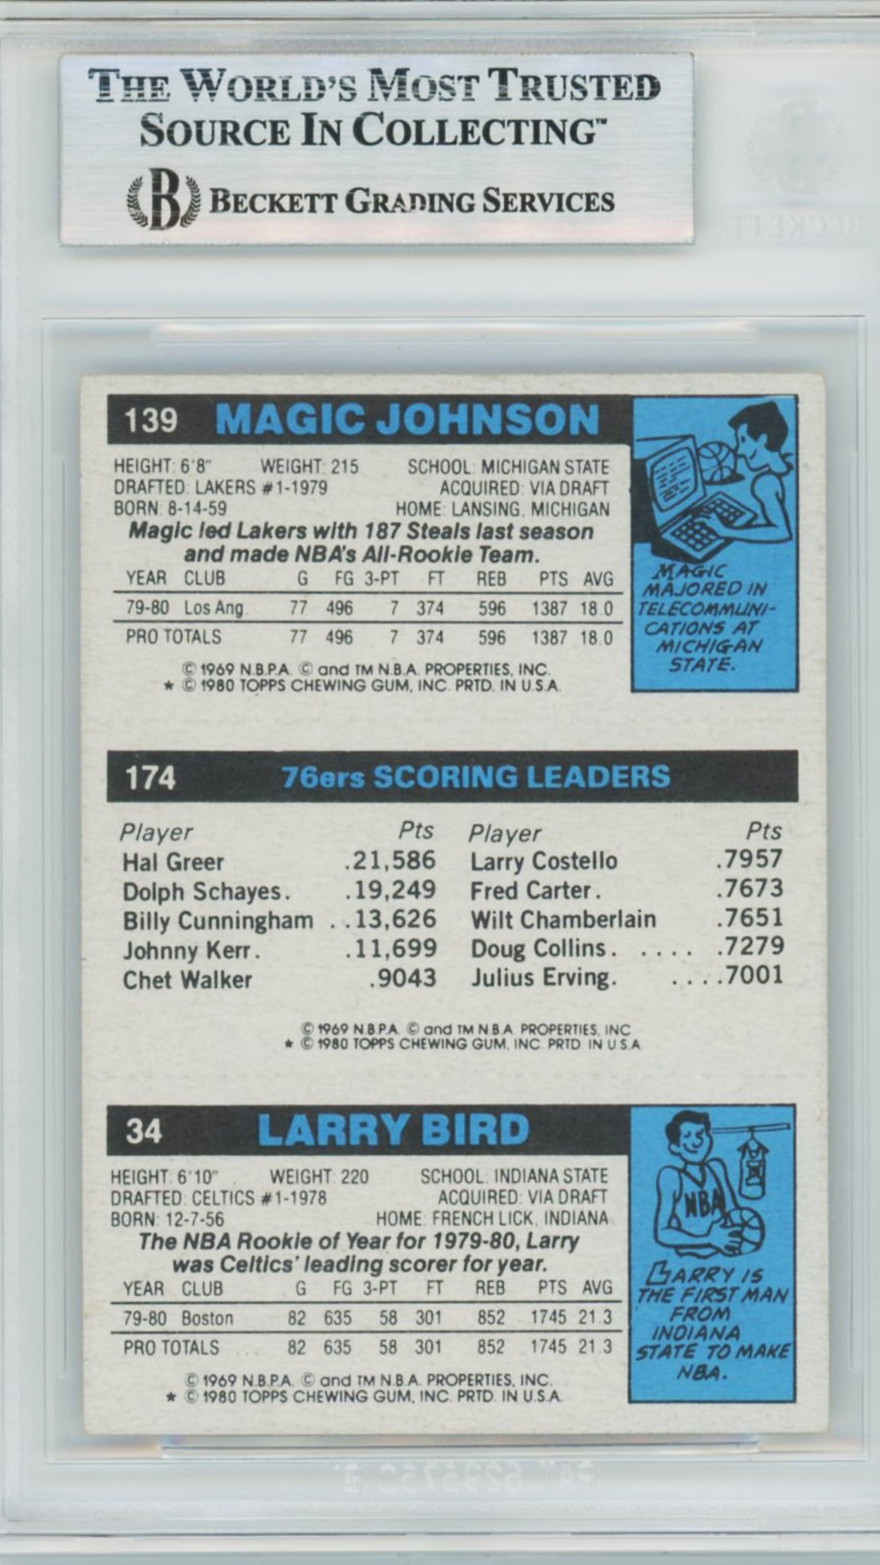 THE WORLD'S MOST TRUSTED
SOURCE IN COLLECTING™
B BECKETT GRADING SERVICES
139 MAGIC JOHNSON
HEIGHT: 6'8" WEIGHT: 215 SCHOOL: MICHIGAN STATE
DRAFTED: LAKERS #1-1979 ACQUIRED: VIA DRAFT
BORN: 8-14-59 HOME: LANSING, MICHIGAN
Magic led Lakers with 187 Steals last season
and made NBA's All-Rookie Team.
YEAR CLUB G FG 3-PT FT REB PTS AVG
79-80 Los Ang. 77 496 7 374 596 1387 18.0
PRO TOTALS 77 496 7 374 596 1387 18.0
© 1969 N.B.P.A. © and TM N.B.A. PROPERTIES, INC.
★ © 1980 TOPPS CHEWING GUM, INC. PRTD. IN U.S.A.
MAGIC
MAJORED IN
TELECOMMUNI-
CATIONS AT
MICHIGAN
STATE.
174 76ers SCORING LEADERS
Player Pts Player Pts
Hal Greer .21,586 Larry Costello .7957
Dolph Schayes. .19,249 Fred Carter. .7673
Billy Cunningham ..13,626 Wilt Chamberlain .7651
Johnny Kerr. .11,699 Doug Collins. .... .7279
Chet Walker .9043 Julius Erving. ....7001
© 1969 N.B.P.A. © and TM N.B.A. PROPERTIES, INC.
★ © 1980 TOPPS CHEWING GUM, INC. PRTD. IN U.S.A.
34 LARRY BIRD
HEIGHT: 6'10" WEIGHT: 220 SCHOOL: INDIANA STATE
DRAFTED: CELTICS #1-1978 ACQUIRED: VIA DRAFT
BORN: 12-7-56 HOME: FRENCH LICK, INDIANA
The NBA Rookie of Year for 1979-80, Larry
was Celtics' leading scorer for year.
YEAR CLUB G FG 3-PT FT REB PTS AVG
79-80 Boston 82 635 58 301 852 1745 21.3
PRO TOTALS ... 82 635 58 301 852 1745 21.3
© 1969 N.B.P.A. © and TM N.B.A. PROPERTIES, INC.
★ © 1980 TOPPS CHEWING GUM, INC. PRTD. IN U.S.A.
NBA
LARRY IS
THE FIRST MAN
FROM
INDIANA
STATE TO MAKE
NBA.